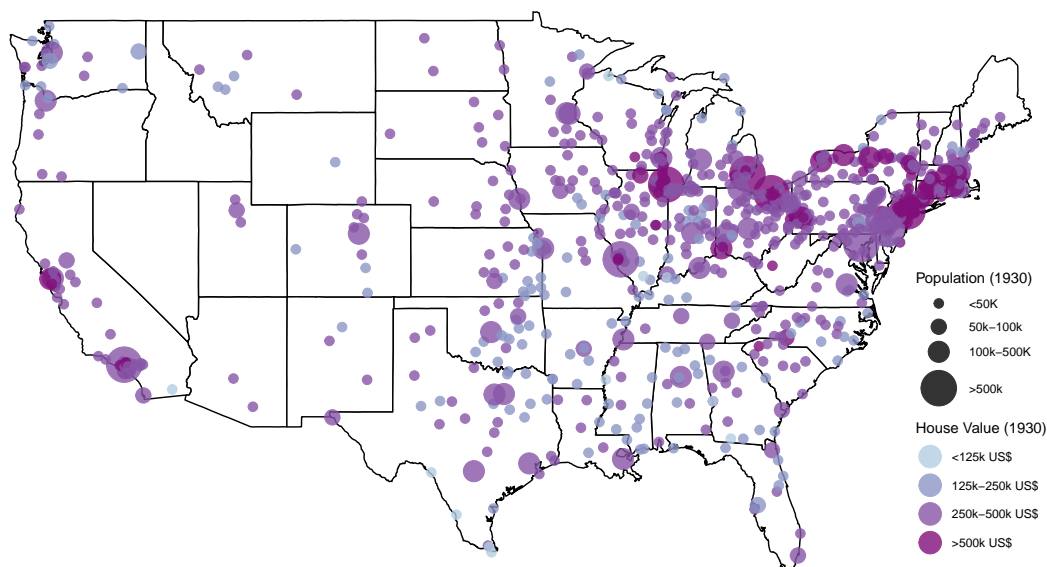 Population (1930)
<50K
50k−100k
100k−500K
>500k
House Value (1930)
<125k US$
125k−250k US$
250k−500k US$
>500k US$